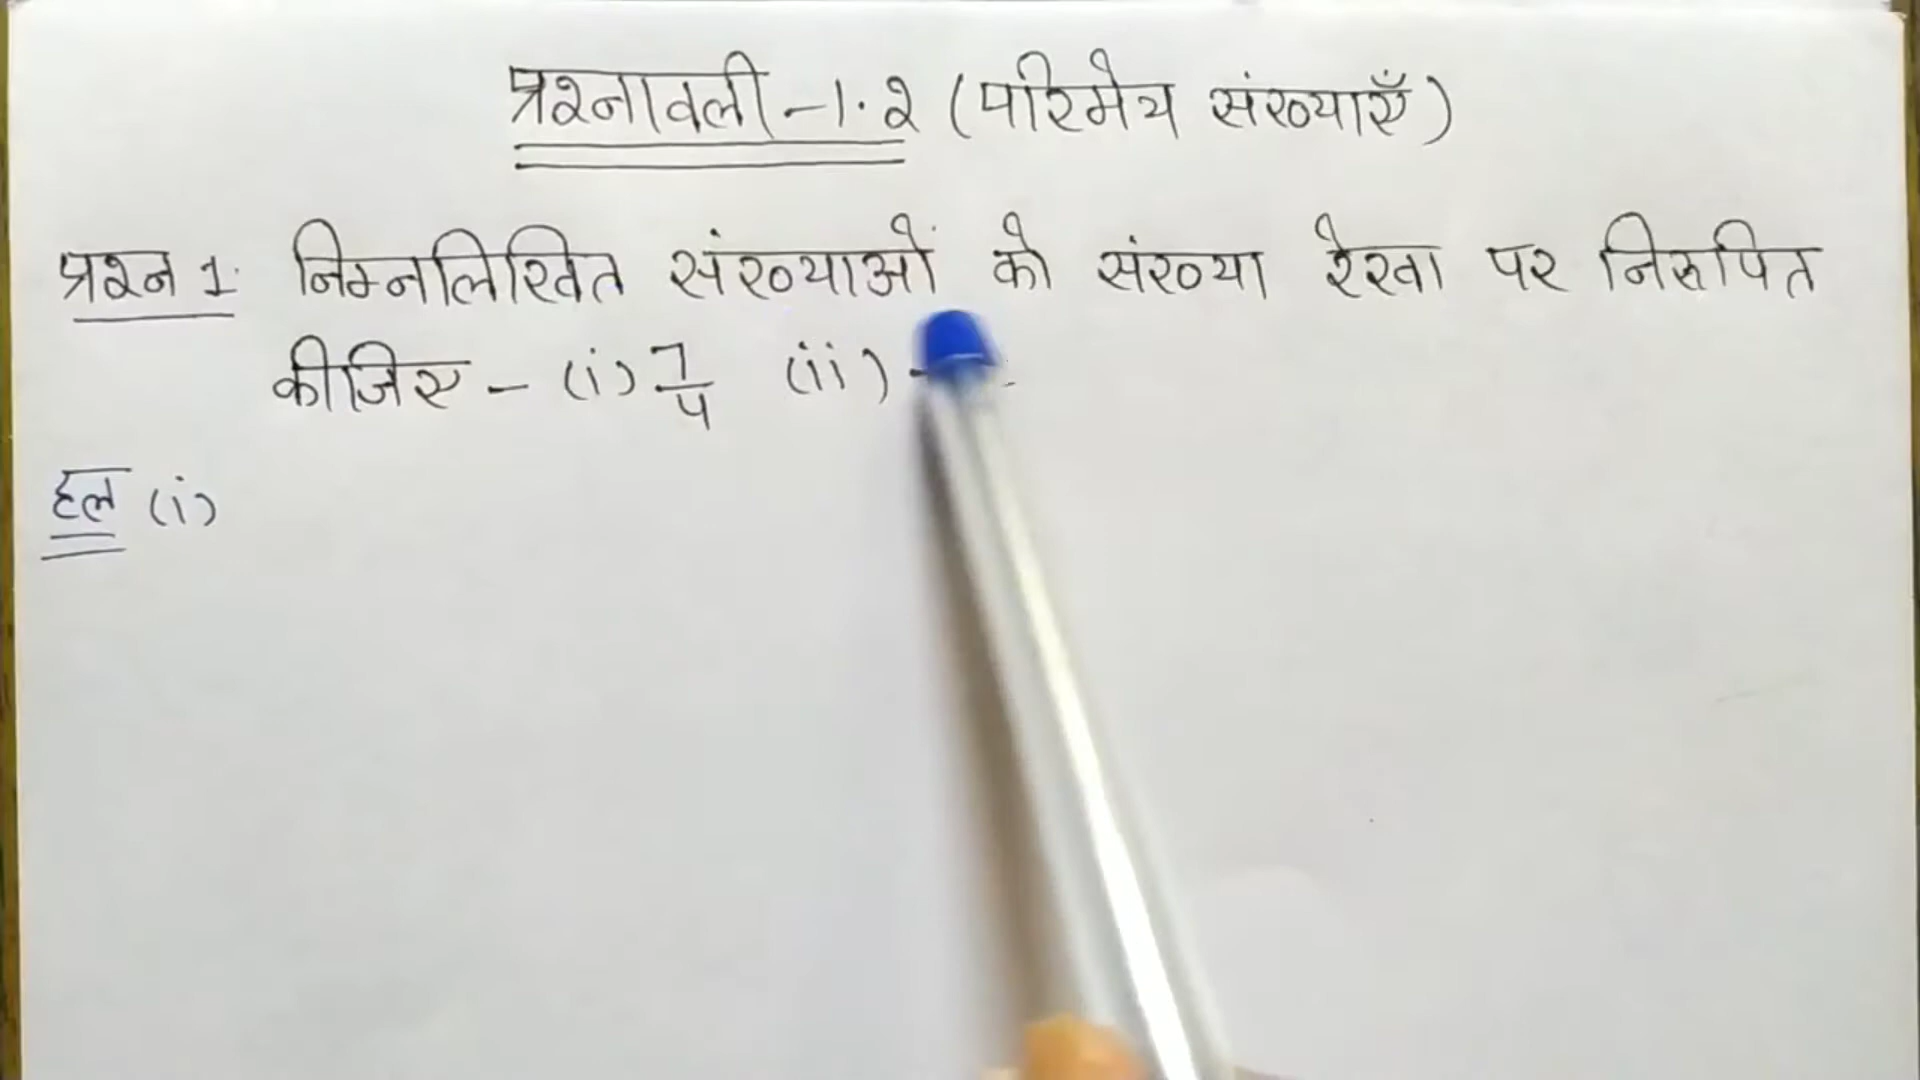 प्रश्नावली-1.2 (परिमेय संख्याएँ)
प्रश्न 1. निम्नलिखित संख्याओं को संख्या रेखा पर निरुपित
कीजिए - (i) 7/4 (ii) -
हल (i)